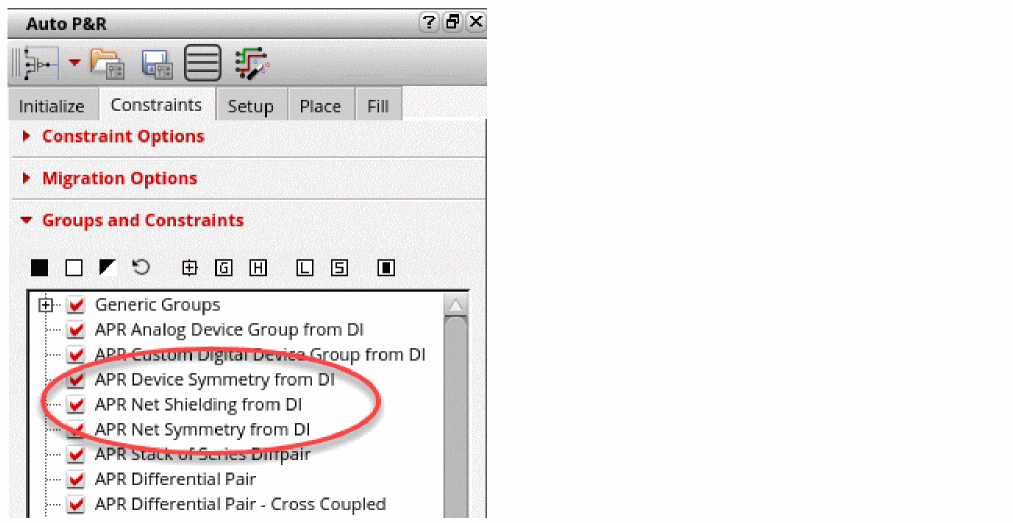 Auto P&R
Initialize Constraints Setup Place Fill
Constraint Options
Migration Options
Groups and Constraints
G H L S
Generic Groups
APR Analog Device Group from DI
APR Custom Digital Device Group from DI
APR Device Symmetry from DI
APR Net Shielding from DI
APR Net Symmetry from DI
APR Stack of Series Diffpair
APR Differential Pair
APR Differential Pair - Cross Coupled